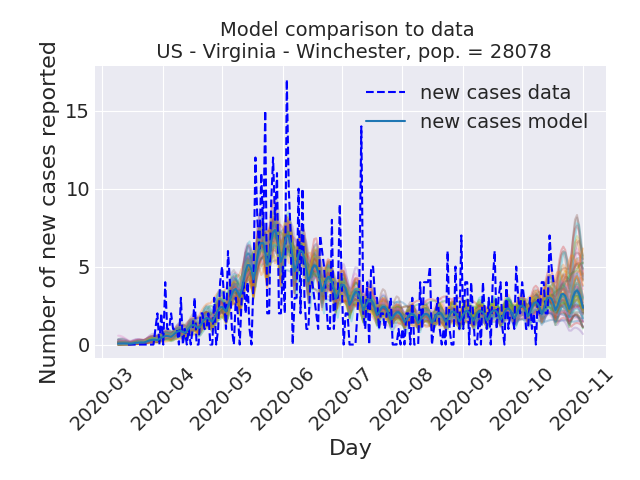 Model comparison to data
US - Virginia - Winchester, pop. = 28078
Number of new cases reported
new cases data
new cases model
15
10
5
0
2020-03
2020-04
2020-05
2020-06
2020-07
2020-08
2020-09
2020-10
2020-11
Day